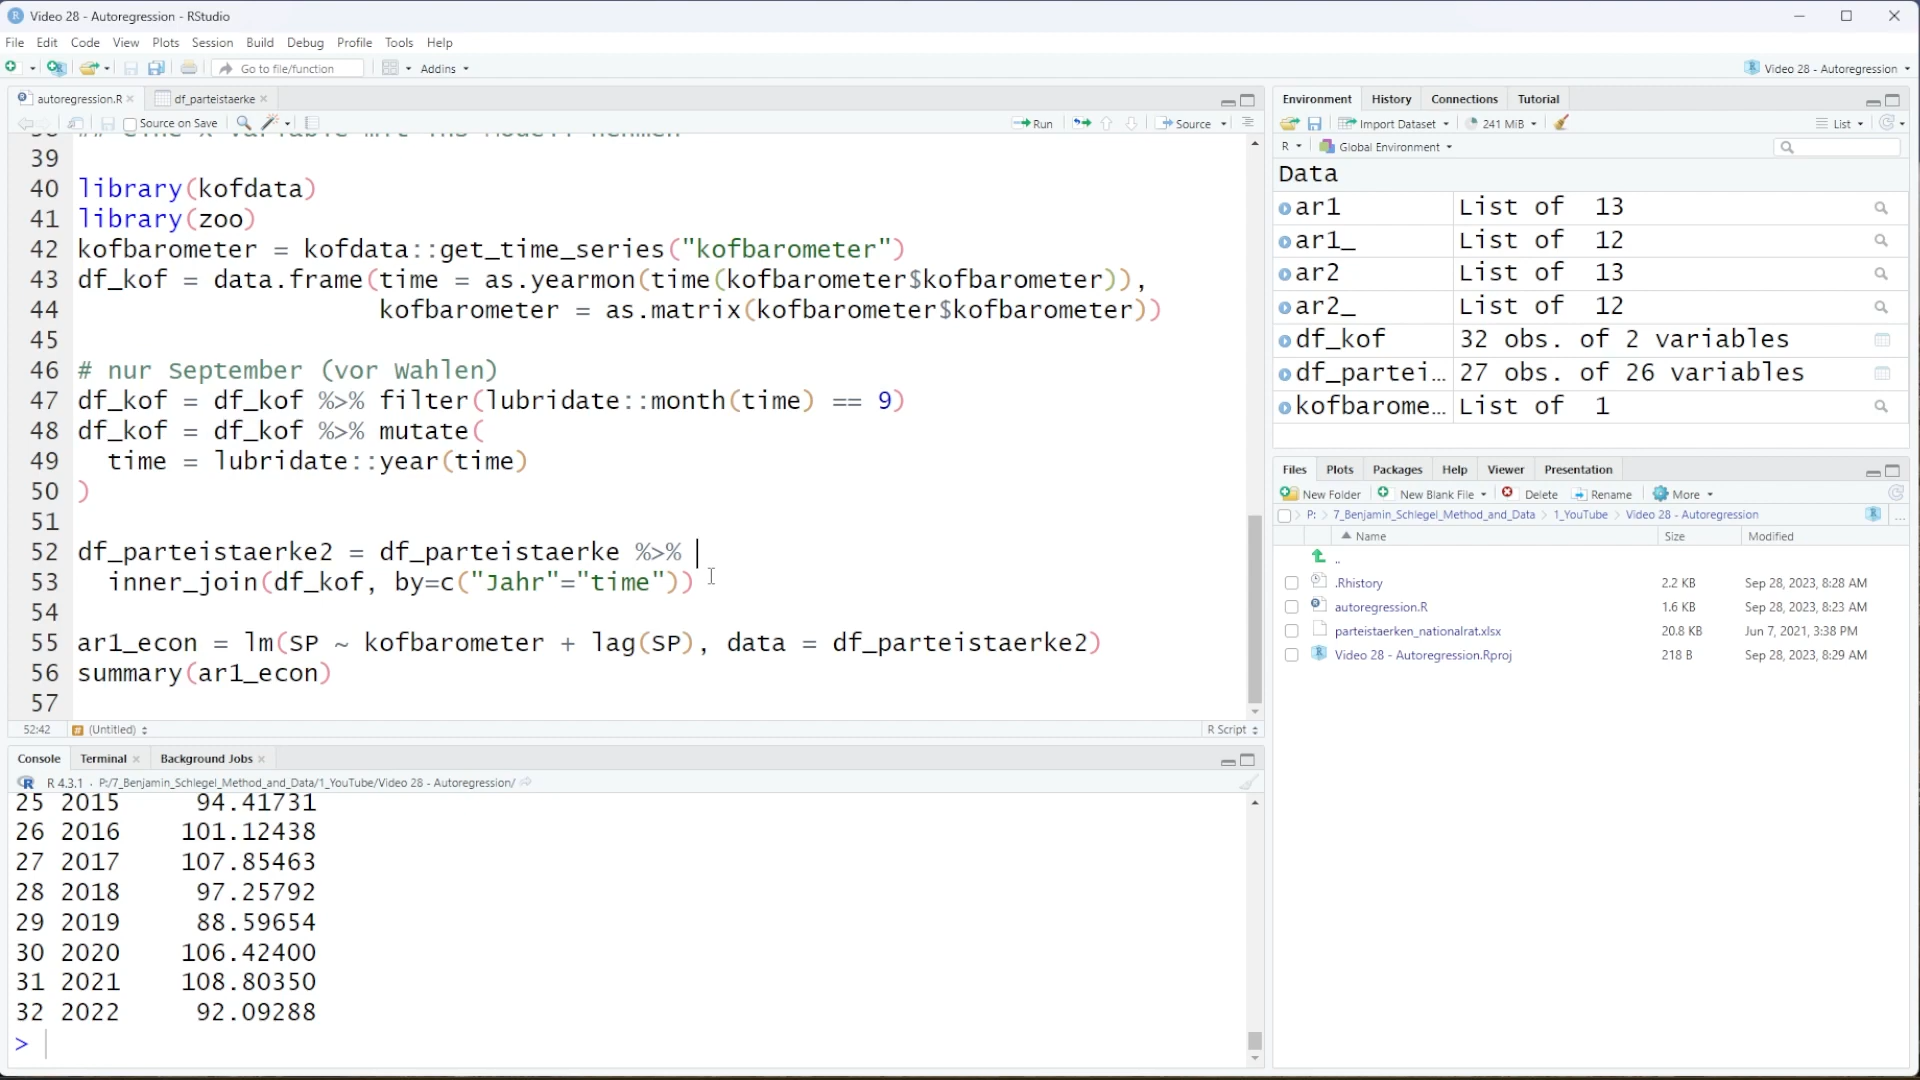 Video 28 - Autoregression - RStudio
File Edit Code View Plots Session Build Debug Profile Tools Help
Go to file/function Addins Video 28 - Autoregression
autoregression.R df_parteistaerke
Source on Save Run Source
39
40 library(kofdata)
41 library(zoo)
42 kofbarometer = kofdata::get_time_series("kofbarometer")
43 df_kof = data.frame(time = as.yearmon(time(kofbarometer$kofbarometer)),
44 kofbarometer = as.matrix(kofbarometer$kofbarometer))
45
46 # nur September (vor Wahlen)
47 df_kof = df_kof %>% filter(lubridate::month(time) == 9)
48 df_kof = df_kof %>% mutate(
49 time = lubridate::year(time)
50 )
51
52 df_parteistaerke2 = df_parteistaerke %>%
53 inner_join(df_kof, by=c("Jahr"="time"))
54
55 ar1_econ = lm(SP ~ kofbarometer + lag(SP), data = df_parteistaerke2)
56 summary(ar1_econ)
57
52:42 (Untitled) R Script
Console Terminal Background Jobs
R 4.3.1 · P:/7_Benjamin_Schlegel_Method_and_Data/1_YouTube/Video 28 - Autoregression/
25 2015 94.41731
26 2016 101.12438
27 2017 107.85463
28 2018 97.25792
29 2019 88.59654
30 2020 106.42400
31 2021 108.80350
32 2022 92.09288
>
Environment History Connections Tutorial
Import Dataset 241 MiB List
R Global Environment
Data
ar1 List of 13
ar1_ List of 12
ar2 List of 13
ar2_ List of 12
df_kof 32 obs. of 2 variables
df_partei… 27 obs. of 26 variables
kofbarome… List of 1
Files Plots Packages Help Viewer Presentation
New Folder New Blank File Delete Rename More
P: 7_Benjamin_Schlegel_Method_and_Data 1_YouTube Video 28 - Autoregression ...
Name Size Modified
..
.Rhistory 2.2 KB Sep 28, 2023, 8:28 AM
autoregression.R 1.6 KB Sep 28, 2023, 8:23 AM
parteistaerken_nationalrat.xlsx 20.8 KB Jun 7, 2021, 3:38 PM
Video 28 - Autoregression.Rproj 218 B Sep 28, 2023, 8:29 AM